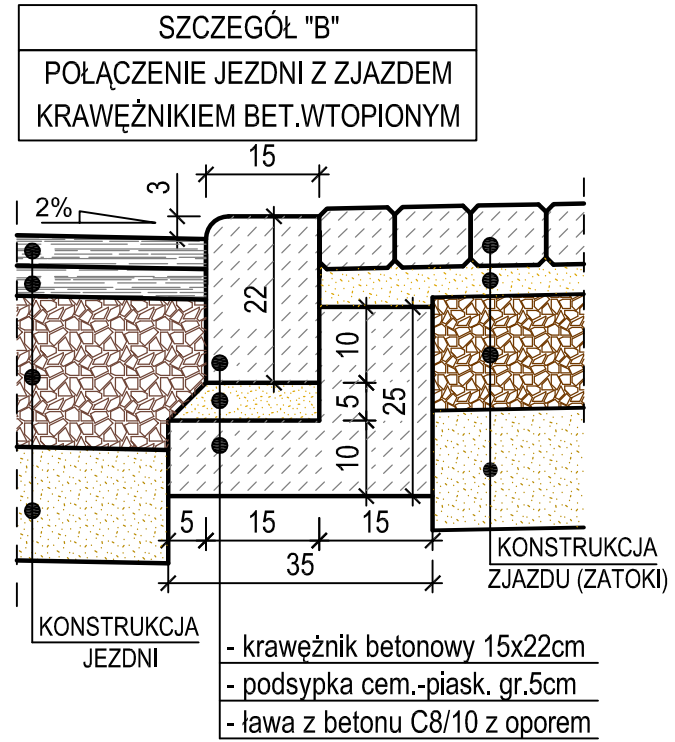 SZCZEGÓŁ "B"
POŁĄCZENIE JEZDNI Z ZJAZDEM
KRAWĘŻNIKIEM BET.WTOPIONYM
15
3
2%
22
10
5
25
10
5
15
15
35
KONSTRUKCJA
ZJAZDU (ZATOKI)
KONSTRUKCJA
JEZDNI
- krawężnik betonowy 15x22cm
- podsypka cem.-piask. gr.5cm
- ława z betonu C8/10 z oporem